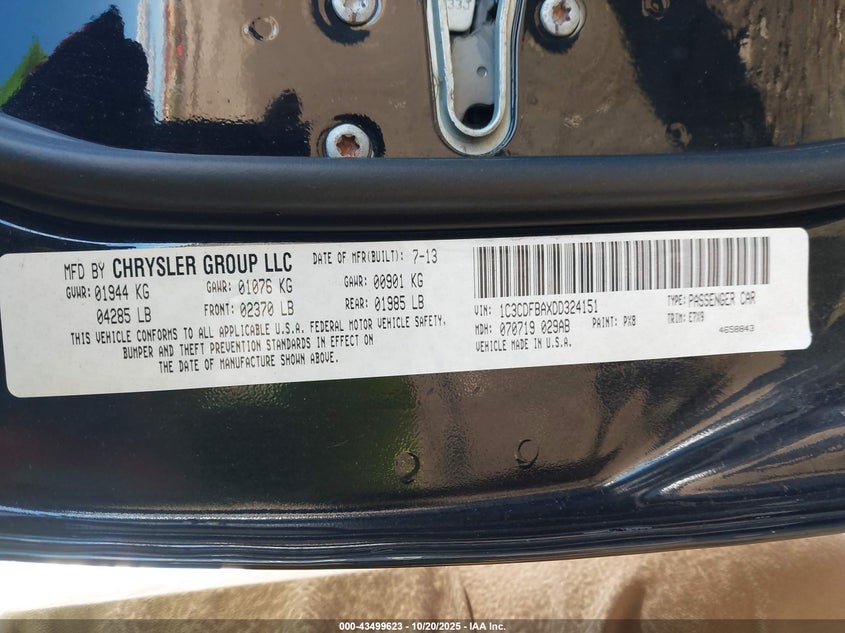 333
MFD BY CHRYSLER GROUP LLC
DATE OF MFR(BUILT): 7-13
GVWR: 01944 KG
GAWR: 01076 KG
GAWR: 00901 KG
04285 LB
FRONT: 02370 LB
REAR: 01985 LB
THIS VEHICLE CONFORMS TO ALL APPLICABLE U.S.A. FEDERAL MOTOR VEHICLE SAFETY,
BUMPER AND THEFT PREVENTION STANDARDS IN EFFECT ON
THE DATE OF MANUFACTURE SHOWN ABOVE.
VIN: 1C3CDFBAXDD324151
TYPE: PASSENGER CAR
MDH: 070719 029AB
PAINT: PX8
TRIM: E7X9
VEHICLE MADE IN U.S.A.
4658843
000-43499623 - 10/20/2025 - IAA Inc.